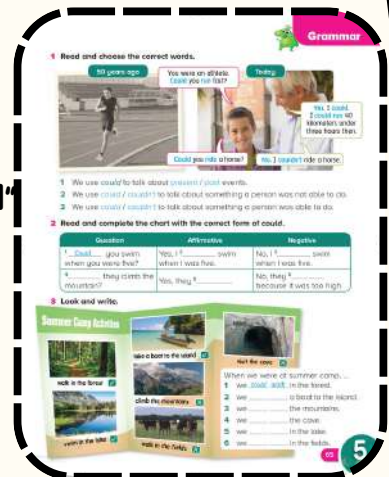 Grammar
1 Read and choose the correct words.
50 years ago
You were an athlete.
Could you run fast?
Today
Yes, I could.
I could run 40
kilometers under
three hours then.
Could you ride a horse?
No, I couldn't ride a horse.
1 We use could to talk about present / past events.
2 We use could / couldn't to talk about something a person was not able to do.
3 We use could / couldn't to talk about something a person was able to do.
2 Read and complete the chart with the correct form of could.
Question Affirmative Negative
1 Could you swim
when you were five?
Yes, I 2 swim
when I was five.
No, I 3 swim
when I was five.
4 they climb the
mountain?
Yes, they 5
No, they 6
because it was too high.
3 Look and write.
Summer Camp Activities
walk in the forest
take a boat to the island
visit the cave
climb the mountains
swim in the lake
walk in the fields
When we were at summer camp, ...
1 we could walk in the forest.
2 we a boat to the island.
3 we the mountains.
4 we the cave.
5 we in the lake.
6 we in the fields.
65
5